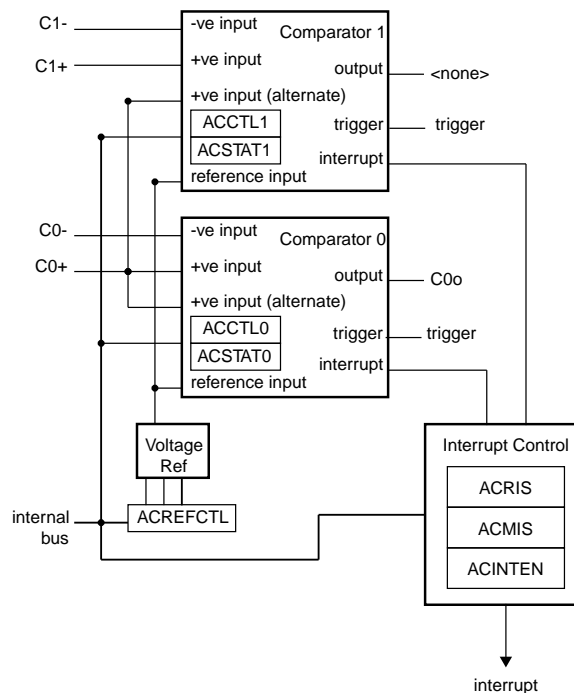 C1-
-ve input
Comparator 1
C1+
+ve input
output
<none>
+ve input (alternate)
ACCTL1
trigger
trigger
ACSTAT1
interrupt
reference input
C0-
-ve input
Comparator 0
C0+
+ve input
output
C0o
+ve input (alternate)
ACCTL0
trigger
trigger
ACSTAT0
interrupt
reference input
Voltage
Ref
Interrupt Control
ACRIS
internal
bus
ACREFCTL
ACMIS
ACINTEN
interrupt